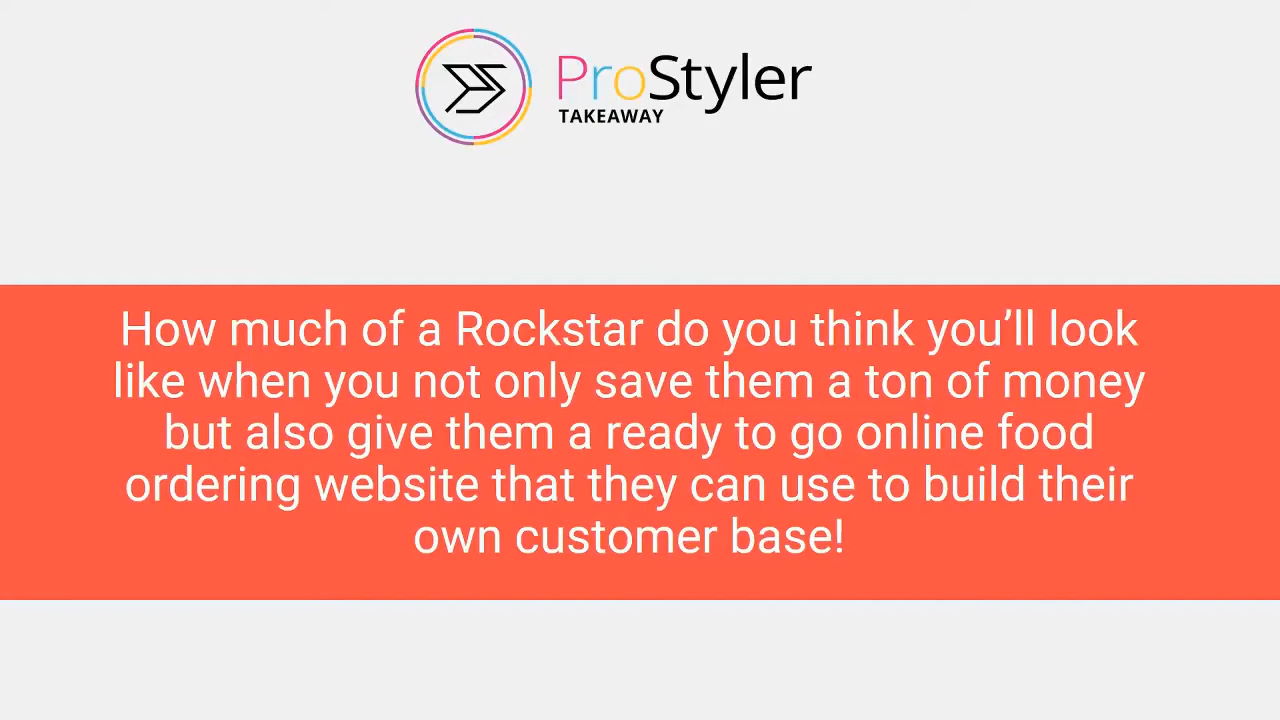 ProStyler
TAKEAWAY
How much of a Rockstar do you think you’ll look
like when you not only save them a ton of money
but also give them a ready to go online food
ordering website that they can use to build their
own customer base!